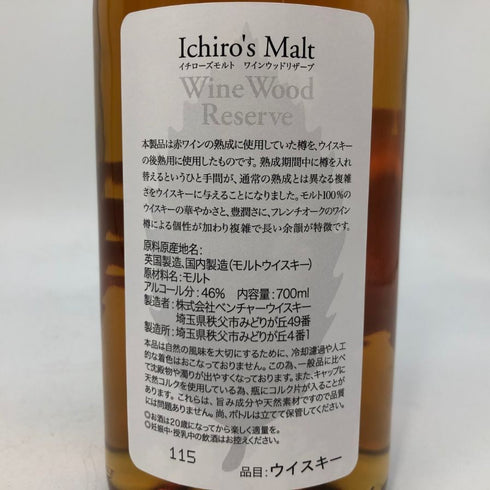 Ichiro's Malt
イチローズモルト ワインウッドリザーブ
Wine Wood
Reserve
本製品は赤ワインの熟成に使用していた樽を、ウイスキー
の後熟用に使用したものです。熟成期間中に樽を入れ
替えるというひと手間が、通常の熟成とは異なる複雑
さをウイスキーに与えることになりました。モルト100%の
ウイスキーの華やかさと、豊潤さに、フレンチオークのワイン
樽による個性が加わり複雑で長い余韻が特徴です。
原料原産地名:
英国製造、国内製造(モルトウイスキー)
原材料名:モルト
アルコール分:46% 内容量:700ml
製造者:株式会社ベンチャーウイスキー
埼玉県秩父市みどりが丘49番
製造所:埼玉県秩父市みどりが丘4番1
本品は自然の風味を大切にするために、冷却濾過や人工
的な着色はおこなっておりません。この為、一般品に比べ
て沈殿物や濁りが出やすくなっております。また、キャップに
天然コルクを使用している為、瓶にコルク片が入ることが
あります。これらは、旨み成分や天然素材ですので品質
には問題ありません。尚、ボトルは立てて保管してください。
◎お酒は20歳になってから楽しく適量を。
◎妊娠中・授乳中の飲酒はお控えください。
115
品目:ウイスキー